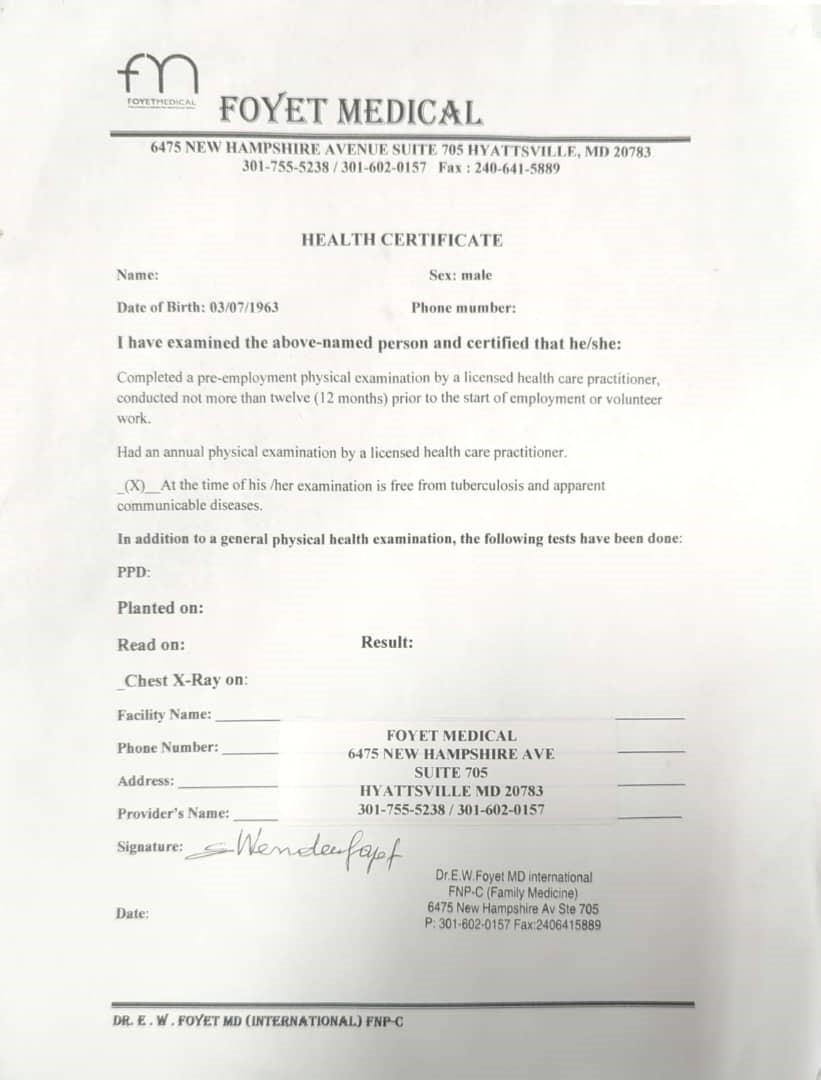 fm
FOYETMEDICAL
FOYET MEDICAL
6475 NEW HAMPSHIRE AVENUE SUITE 705 HYATTSVILLE, MD 20783
301-755-5238 / 301-602-0157 Fax : 240-641-5889
HEALTH CERTIFICATE
Name: Sex: male
Date of Birth: 03/07/1963 Phone mumber:
I have examined the above-named person and certified that he/she:
Completed a pre-employment physical examination by a licensed health care practitioner,
conducted not more than twelve (12 months) prior to the start of employment or volunteer
work.
Had an annual physical examination by a licensed health care practitioner.
_(X)__At the time of his /her examination is free from tuberculosis and apparent
communicable diseases.
In addition to a general physical health examination, the following tests have been done:
PPD:
Planted on:
Read on: Result:
_Chest X-Ray on:
Facility Name:
Phone Number:
Address:
Provider's Name:
FOYET MEDICAL
6475 NEW HAMPSHIRE AVE
SUITE 705
HYATTSVILLE MD 20783
301-755-5238 / 301-602-0157
Signature:
Dr.E.W.Foyet MD international
FNP-C (Family Medicine)
6475 New Hampshire Av Ste 705
P: 301-602-0157 Fax:2406415889
Date:
DR. E . W . FOYET MD (INTERNATIONAL) FNP-C